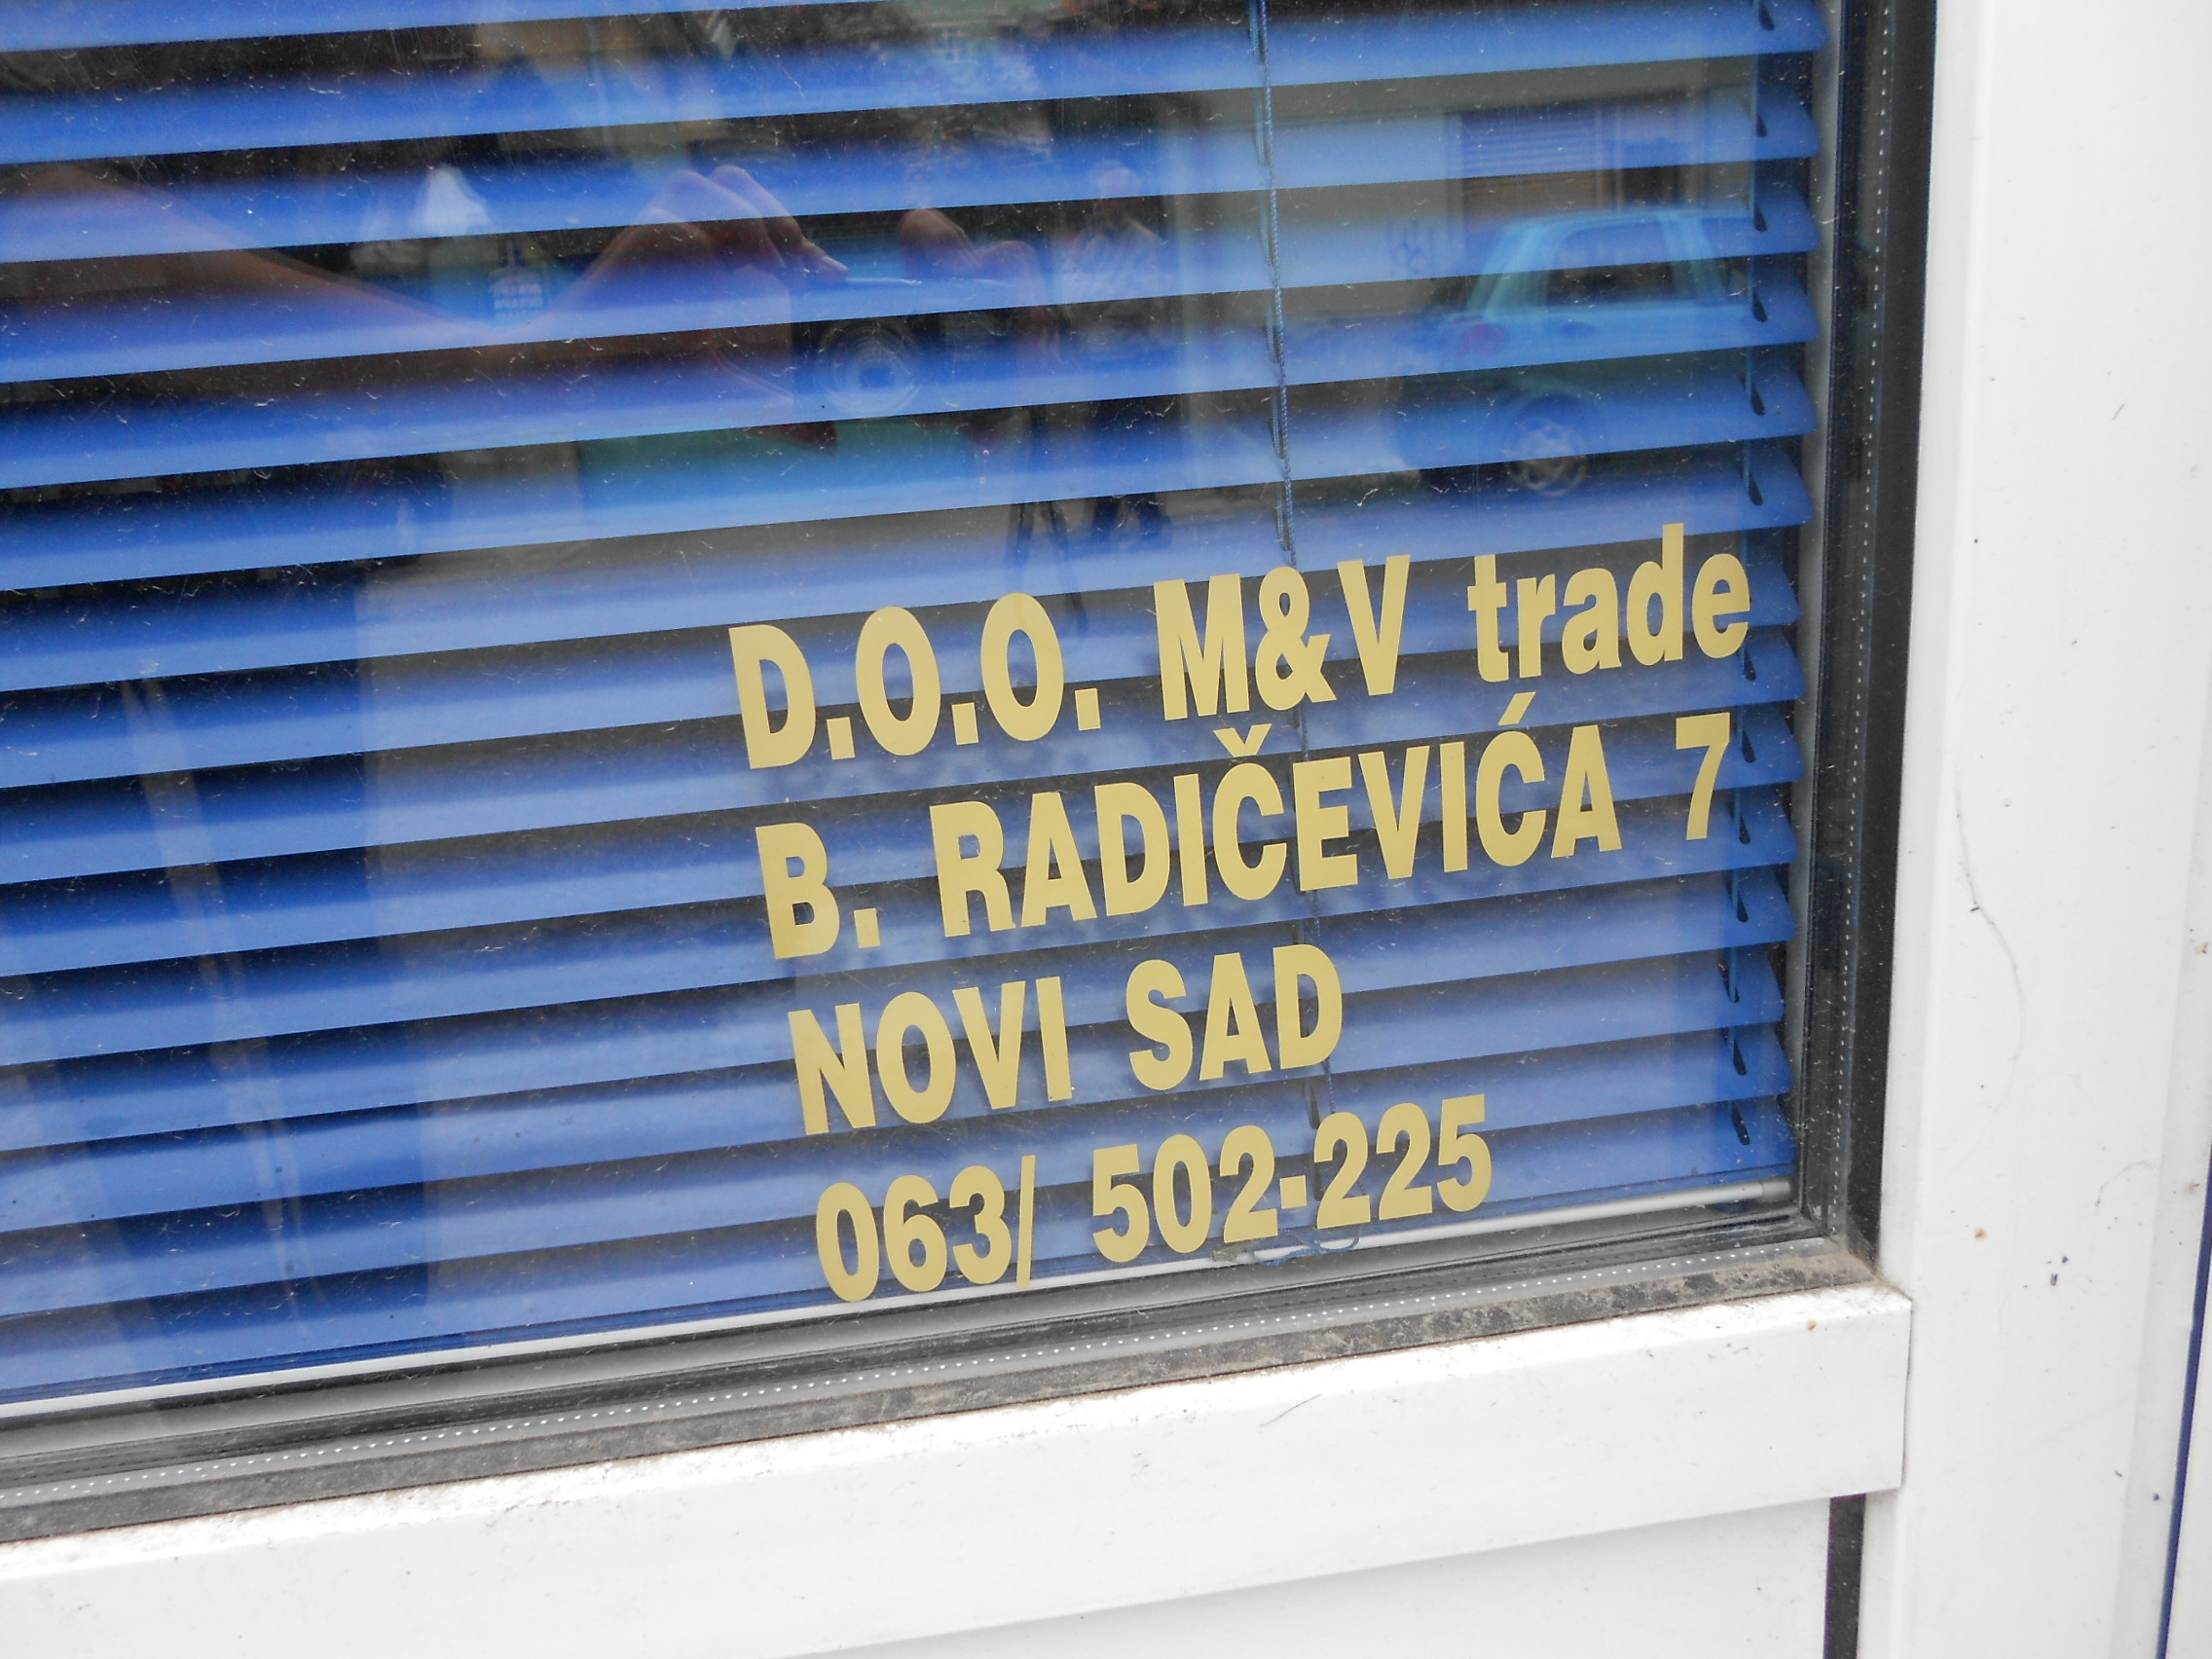 D.O.O. M&V trade
B. RADIČEVIĆA 7
NOVI SAD
063/ 502-225